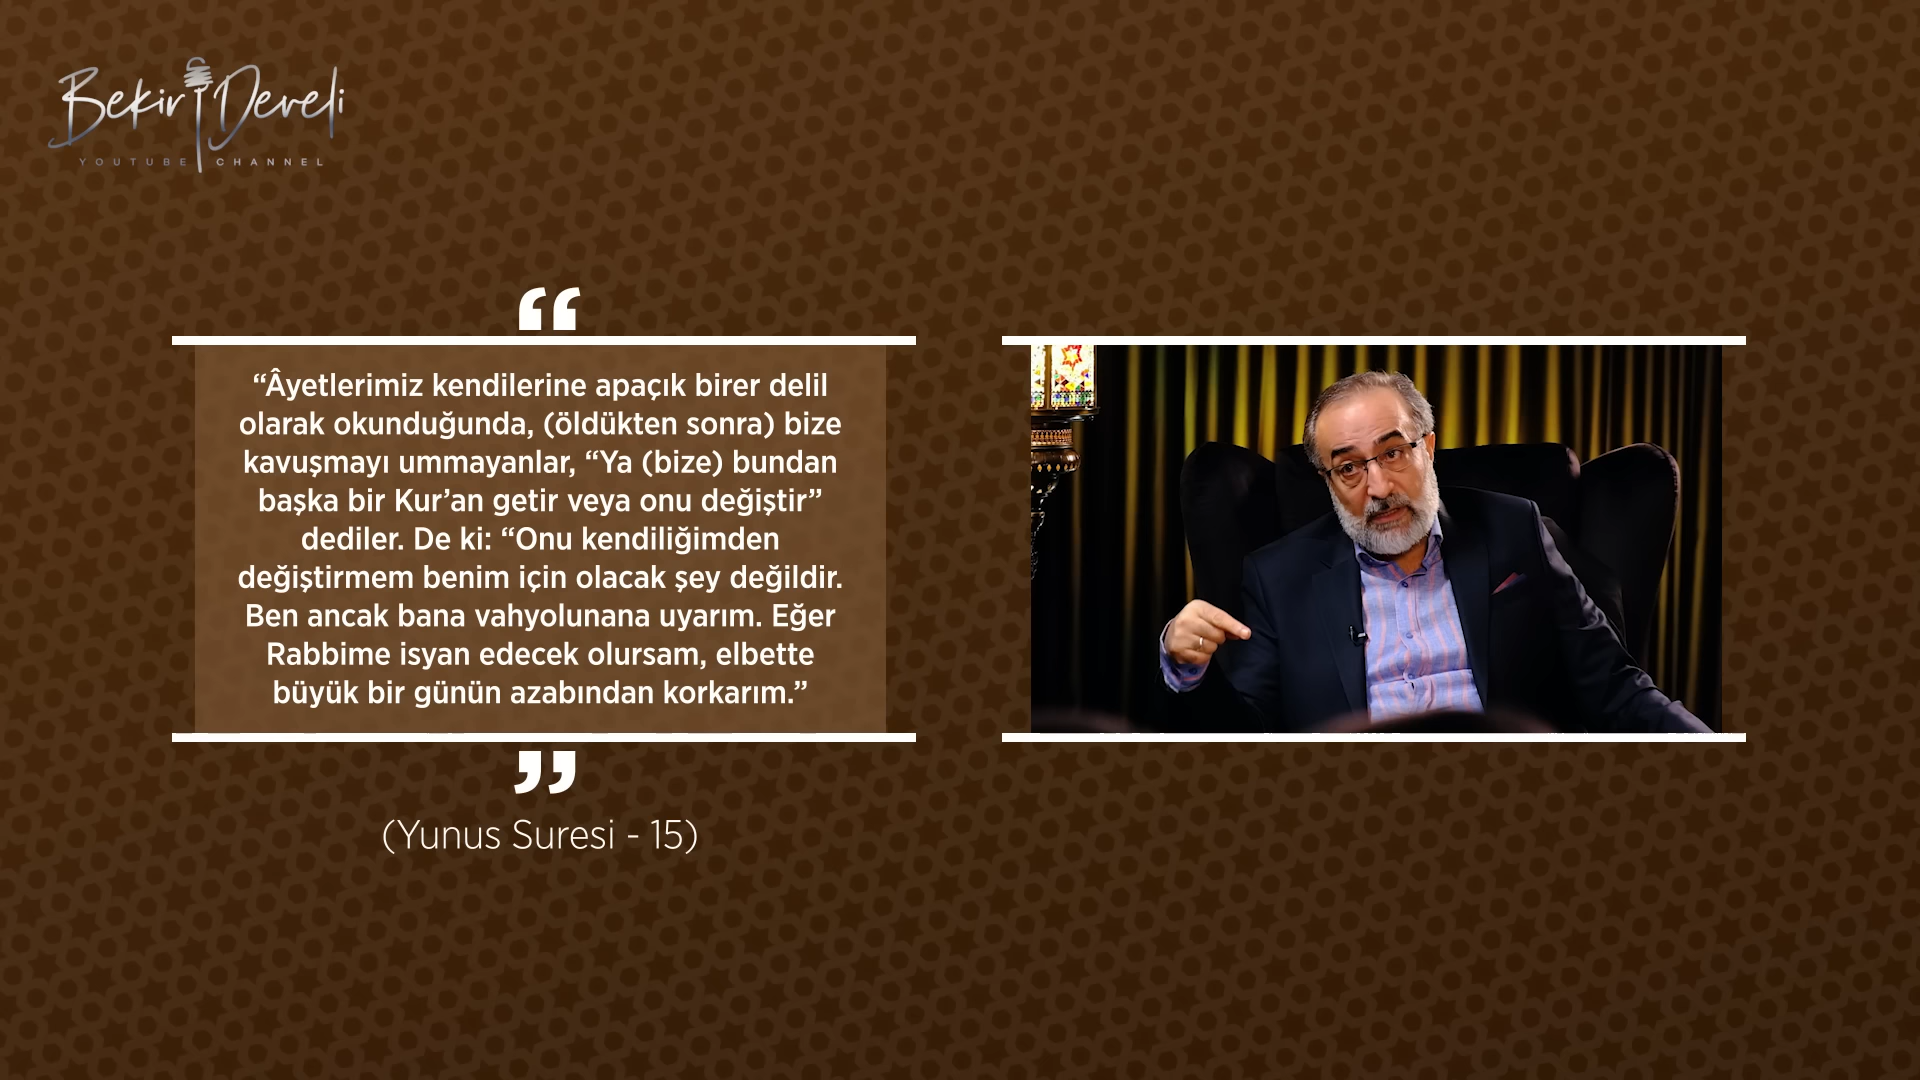 Bekir Develi
YOUTUBE CHANNEL
“
“Âyetlerimiz kendilerine apaçık birer delil
olarak okunduğunda, (öldükten sonra) bize
kavuşmayı ummayanlar, “Ya (bize) bundan
başka bir Kur’an getir veya onu değiştir”
dediler. De ki: “Onu kendiliğimden
değiştirmem benim için olacak şey değildir.
Ben ancak bana vahyolunana uyarım. Eğer
Rabbime isyan edecek olursam, elbette
büyük bir günün azabından korkarım.”
”
(Yunus Suresi - 15)